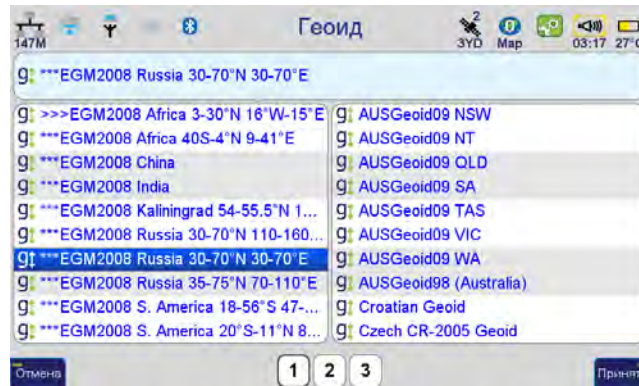 147M
Геоид
2
3YD
Map
03:17
27°
***EGM2008 Russia 30-70°N 30-70°E
>>>EGM2008 Africa 3-30°N 16°W-15°E
***EGM2008 Africa 40S-4°N 9-41°E
***EGM2008 China
***EGM2008 India
***EGM2008 Kaliningrad 54-55.5°N 1...
***EGM2008 Russia 30-70°N 110-160...
***EGM2008 Russia 30-70°N 30-70°E
***EGM2008 Russia 35-75°N 70-110°E
***EGM2008 S. America 18-56°S 47-...
***EGM2008 S. America 20°S-11°N 8...
AUSGeoid09 NSW
AUSGeoid09 NT
AUSGeoid09 QLD
AUSGeoid09 SA
AUSGeoid09 TAS
AUSGeoid09 VIC
AUSGeoid09 WA
AUSGeoid98 (Australia)
Croatian Geoid
Czech CR-2005 Geoid
Отмена
1 2 3
Принят